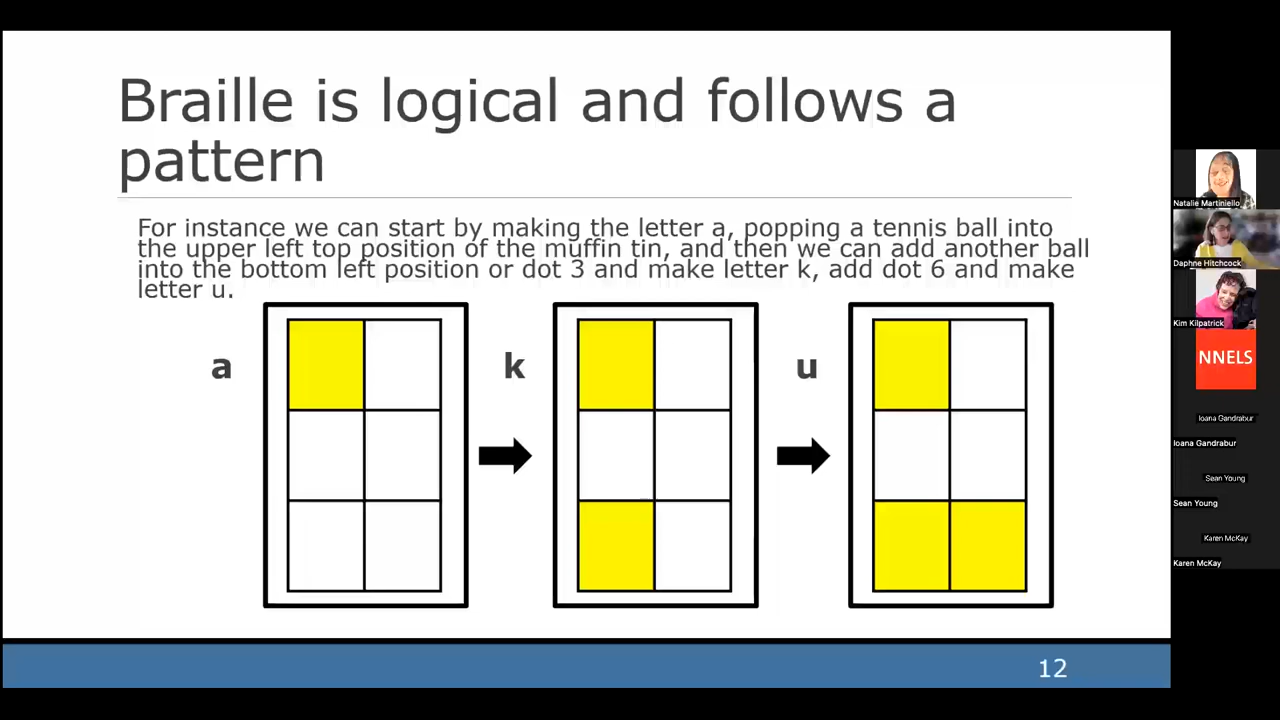 Braille is logical and follows a
pattern
For instance we can start by making the letter a, popping a tennis ball into
the upper left top position of the muffin tin, and then we can add another ball
into the bottom left position or dot 3 and make letter k, add dot 6 and make
letter u.
a
k
u
12
Natalie Martiniello
Daphne Hitchcock
Kim Kilpatrick
NNELS
Ioana Gandrabur
Ioana Gandrabur
Sean Young
Sean Young
Karen McKay
Karen McKay